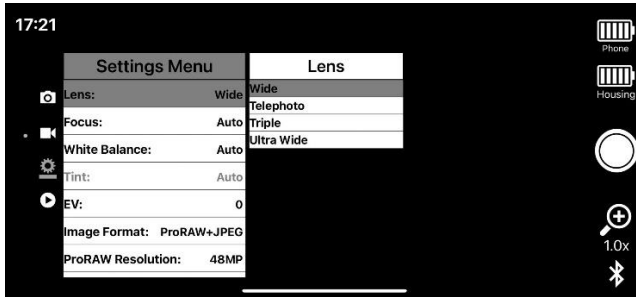 17:21
Settings Menu
Lens: Wide
Focus: Auto
White Balance: Auto
Tint: Auto
EV: 0
Image Format: ProRAW+JPEG
ProRAW Resolution: 48MP
Lens
Wide
Telephoto
Triple
Ultra Wide
Phone
Housing
1.0x